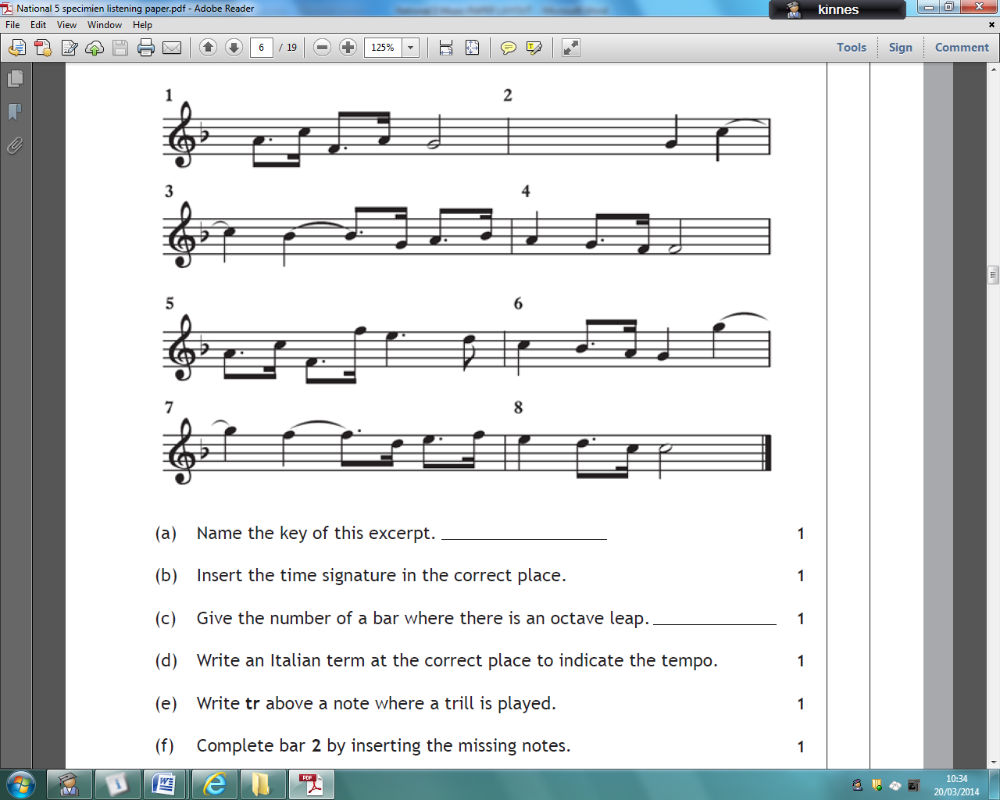 National 5 specimien listening paper.pdf - Adobe Reader
kinnes
File Edit View Window Help
6 / 19 125% Tools Sign Comment
1 2
3 4
5 6
7 8
(a) Name the key of this excerpt. 1
(b) Insert the time signature in the correct place. 1
(c) Give the number of a bar where there is an octave leap. 1
(d) Write an Italian term at the correct place to indicate the tempo. 1
(e) Write tr above a note where a trill is played. 1
(f) Complete bar 2 by inserting the missing notes. 1
10:34
20/03/2014